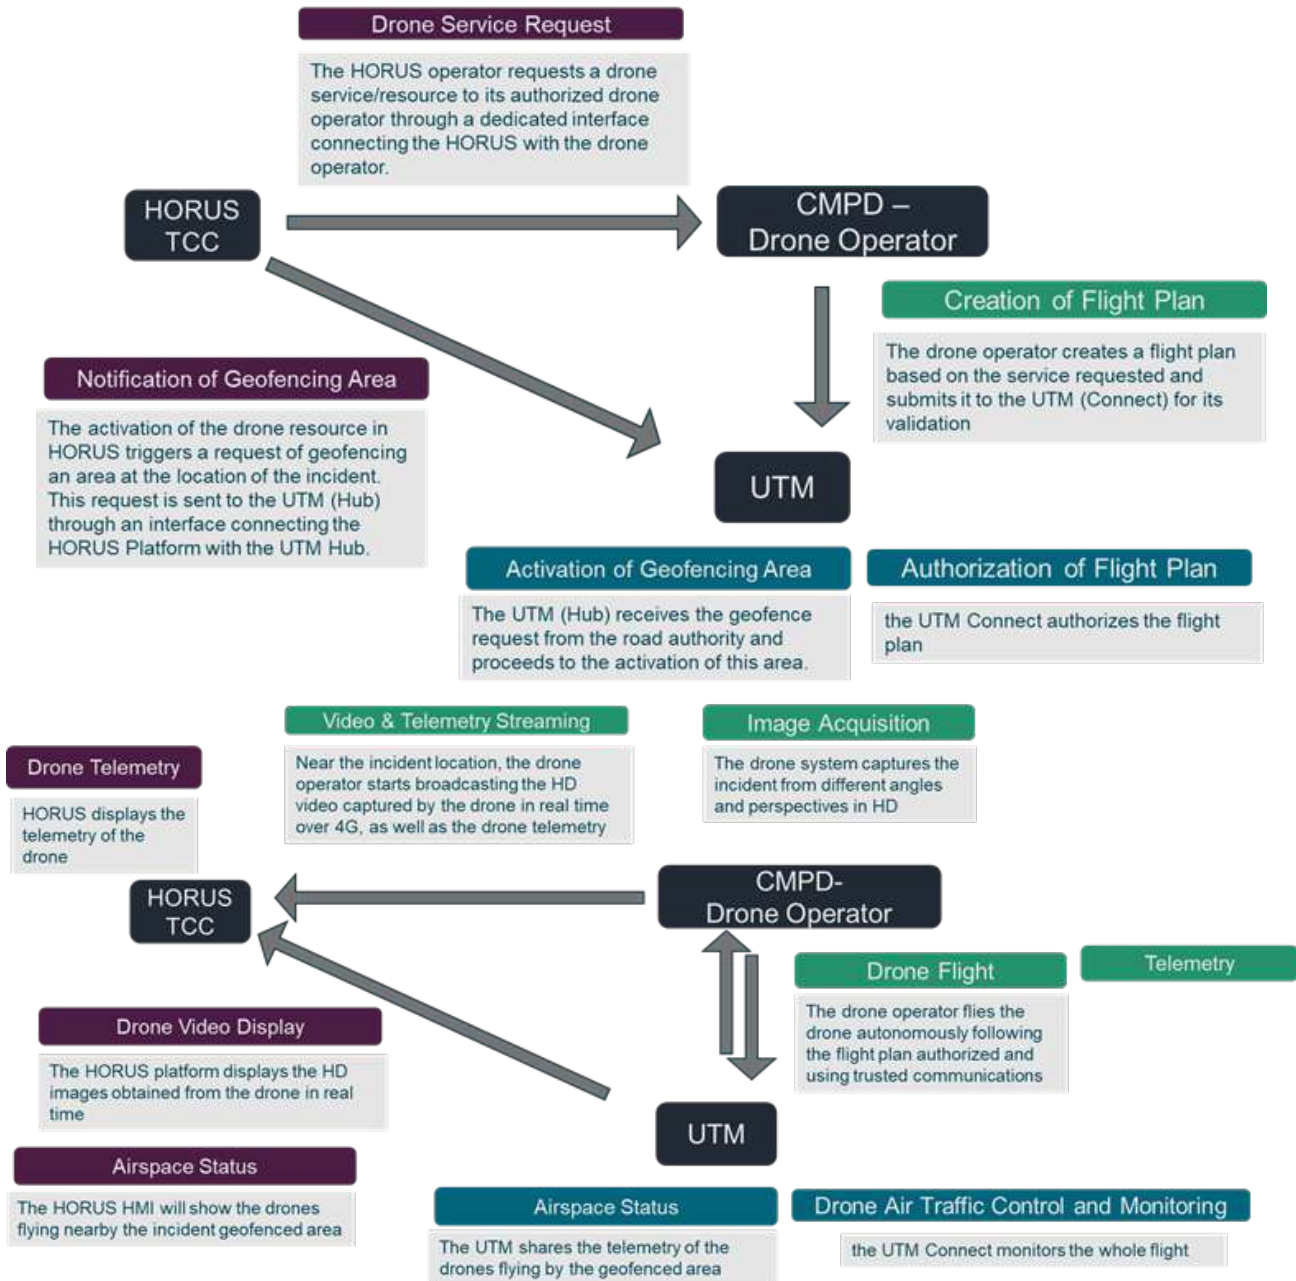 Drone Service Request
The HORUS operator requests a drone
service/resource to its authorized drone
operator through a dedicated interface
connecting the HORUS with the drone
operator.
HORUS
TCC
CMPD –
Drone Operator
Creation of Flight Plan
The drone operator creates a flight plan
based on the service requested and
submits it to the UTM (Connect) for its
validation
Notification of Geofencing Area
The activation of the drone resource in
HORUS triggers a request of geofencing
an area at the location of the incident.
This request is sent to the UTM (Hub)
through an interface connecting the
HORUS Platform with the UTM Hub.
UTM
Activation of Geofencing Area
The UTM (Hub) receives the geofence
request from the road authority and
proceeds to the activation of this area.
Authorization of Flight Plan
the UTM Connect authorizes the flight
plan
Video & Telemetry Streaming
Near the incident location, the drone
operator starts broadcasting the HD
video captured by the drone in real time
over 4G, as well as the drone telemetry
Image Acquisition
The drone system captures the
incident from different angles
and perspectives in HD
Drone Telemetry
HORUS displays the
telemetry of the
drone
HORUS
TCC
CMPD-
Drone Operator
Drone Flight
The drone operator flies the
drone autonomously following
the flight plan authorized and
using trusted communications
Telemetry
Drone Video Display
The HORUS platform displays the HD
images obtained from the drone in real
time
UTM
Airspace Status
The HORUS HMI will show the drones
flying nearby the incident geofenced area
Airspace Status
The UTM shares the telemetry of the
drones flying by the geofenced area
Drone Air Traffic Control and Monitoring
the UTM Connect monitors the whole flight